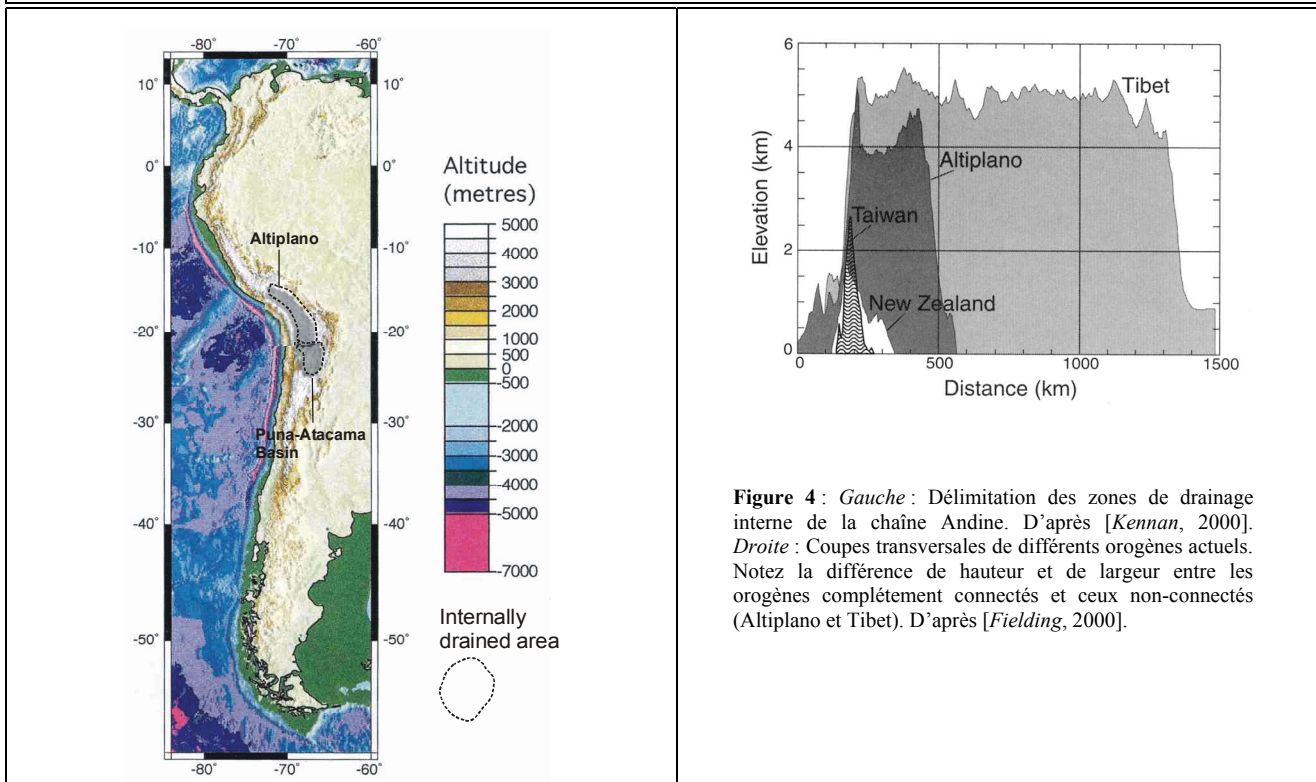 -80° -70° -60°
10° 10°
0° 0°
-10° -10°
-20° -20°
-30° -30°
-40° -40°
-50° -50°
-80° -70° -60°
Altiplano
Puna-Atacama
Basin
Altitude
(metres)
5000
4000
3000
2000
1000
500
0
-500
-2000
-3000
-4000
-5000
-7000
Internally
drained area
6
4
2
0
Elevation (km)
Tibet
Altiplano
Taiwan
New Zealand
0 500 1000 1500
Distance (km)
Figure 4 : Gauche : Délimitation des zones de drainage
interne de la chaîne Andine. D'après [Kennan, 2000].
Droite : Coupes transversales de différents orogènes actuels.
Notez la différence de hauteur et de largeur entre les
orogènes complétement connectés et ceux non-connectés
(Altiplano et Tibet). D'après [Fielding, 2000].